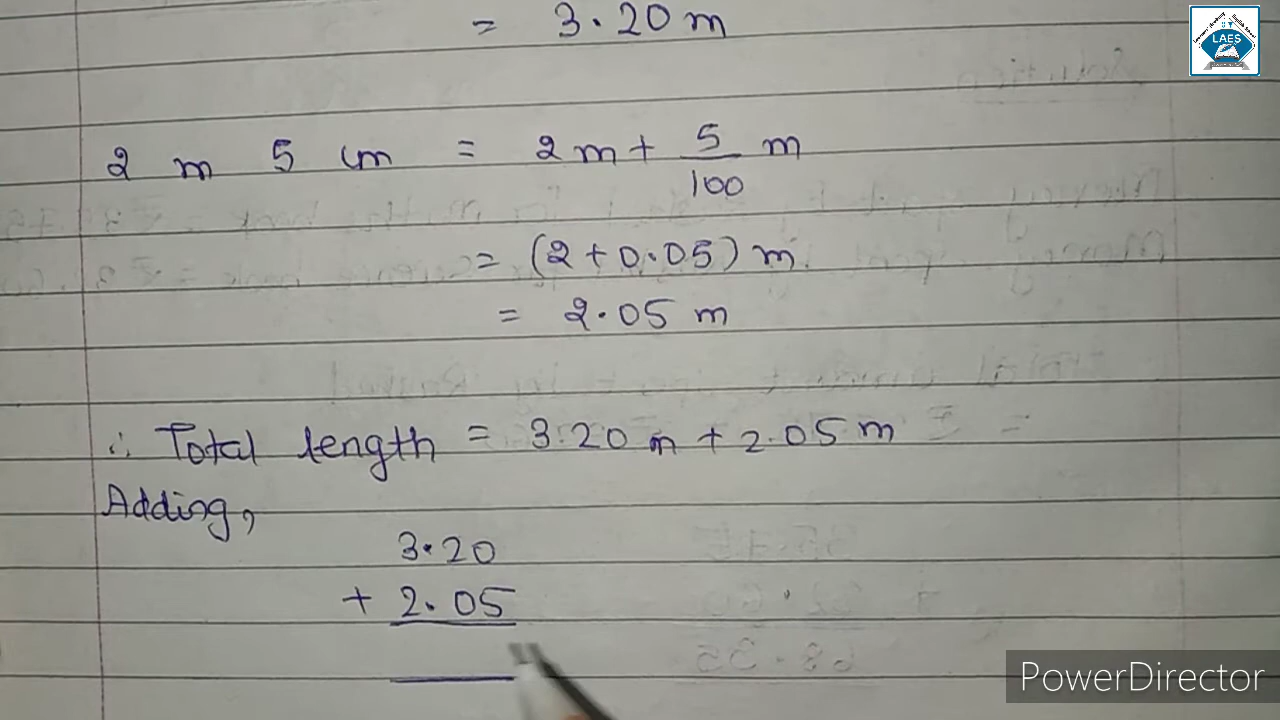 = 3.20 m
2 m 5 cm = 2 m + 5/100 m
= (2 + 0.05) m.
= 2.05 m
∴ Total length = 3.20 m + 2.05 m
Adding,
3.20
+ 2.05
LAES
PowerDirector